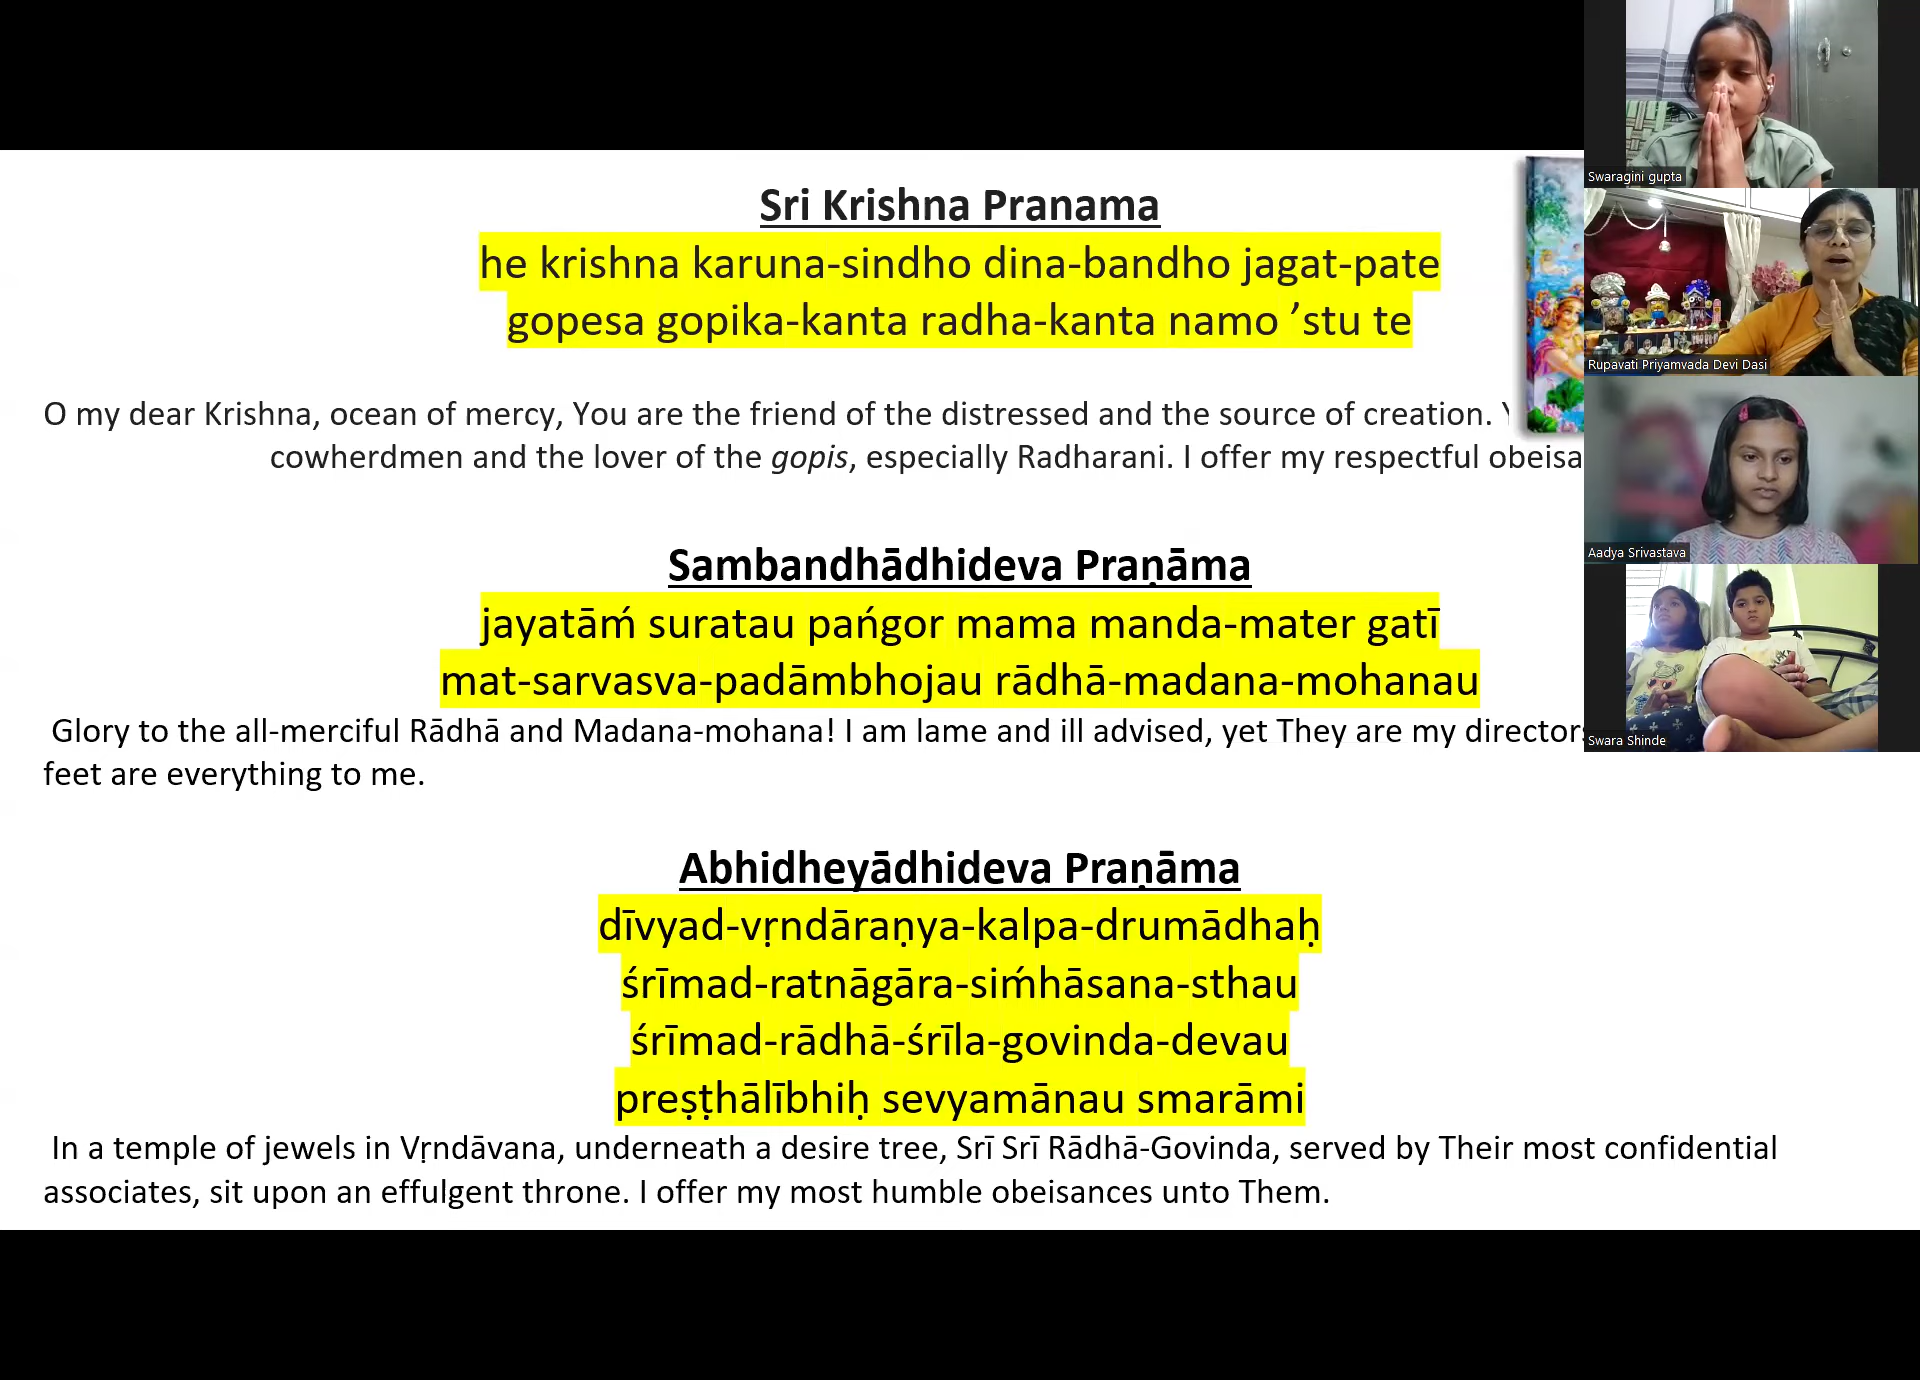 Sri Krishna Pranama
he krishna karuna-sindho dina-bandho jagat-pate
gopesa gopika-kanta radha-kanta namo ’stu te
O my dear Krishna, ocean of mercy, You are the friend of the distressed and the source of creation.
cowherdmen and the lover of the gopis, especially Radharani. I offer my respectful obeisa
Sambandhādhideva Praṇāma
jayatāḿ suratau pańgor mama manda-mater gatī
mat-sarvasva-padāmbhojau rādhā-madana-mohanau
Glory to the all-merciful Rādhā and Madana-mohana! I am lame and ill advised, yet They are my directors
feet are everything to me.
Abhidheyādhideva Praṇāma
dīvyad-vṛndāraṇya-kalpa-drumādhaḥ
śrīmad-ratnāgāra-siḿhāsana-sthau
śrīmad-rādhā-śrīla-govinda-devau
preṣṭhālībhiḥ sevyamānau smarāmi
In a temple of jewels in Vṛndāvana, underneath a desire tree, Srī Srī Rādhā-Govinda, served by Their most confidential
associates, sit upon an effulgent throne. I offer my most humble obeisances unto Them.
Swaragini gupta
Rupavati Priyamvada Devi Dasi
Aadya Srivastava
Swara Shinde